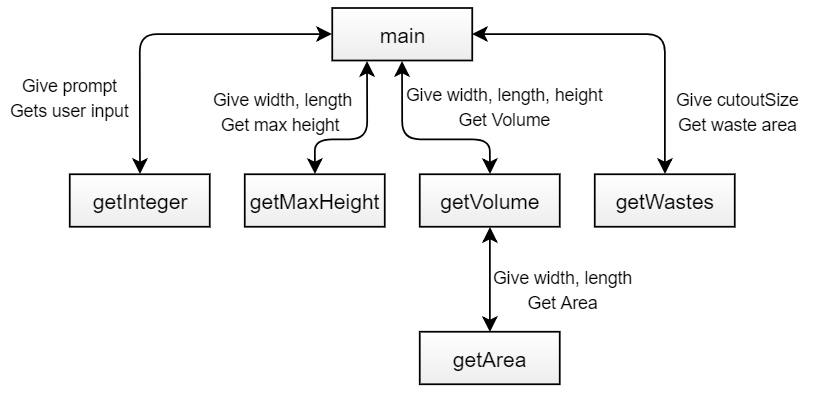 main
Give prompt
Gets user input
Give width, length
Get max height
Give width, length, height
Get Volume
Give cutoutSize
Get waste area
getInteger
getMaxHeight
getVolume
getWastes
Give width, length
Get Area
getArea